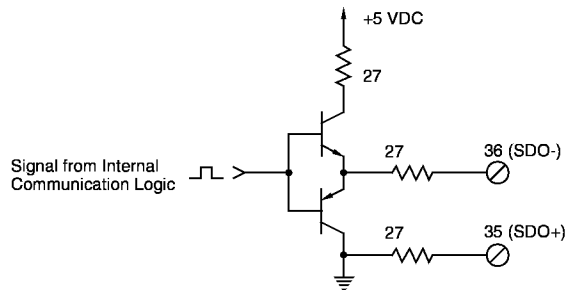 +5 VDC
27
27
36 (SDO-)
Signal from Internal
Communication Logic
27
35 (SDO+)